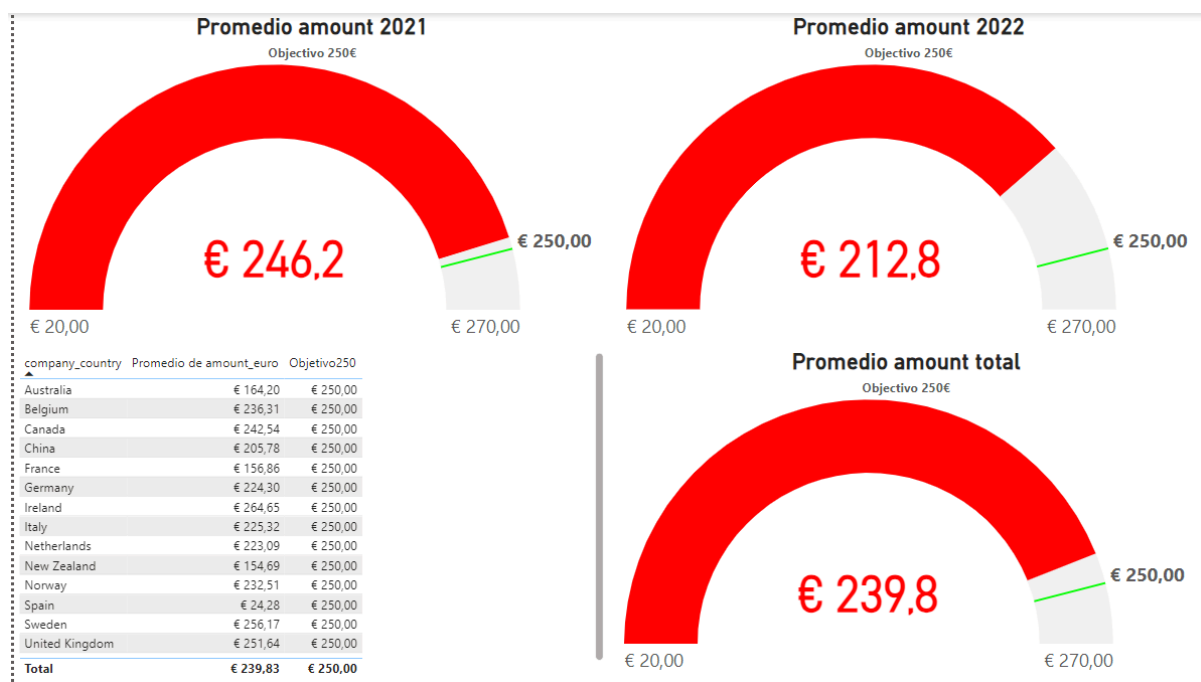 Promedio amount 2021
Objectivo 250€
€ 250,00
€ 246,2
€ 20,00
€ 270,00
Promedio amount 2022
Objectivo 250€
€ 250,00
€ 212,8
€ 20,00
€ 270,00
company_country Promedio de amount_euro Objetivo250
Australia € 164,20 € 250,00
Belgium € 236,31 € 250,00
Canada € 242,54 € 250,00
China € 205,78 € 250,00
France € 156,86 € 250,00
Germany € 224,30 € 250,00
Ireland € 264,65 € 250,00
Italy € 225,32 € 250,00
Netherlands € 223,09 € 250,00
New Zealand € 154,69 € 250,00
Norway € 232,51 € 250,00
Spain € 24,28 € 250,00
Sweden € 256,17 € 250,00
United Kingdom € 251,64 € 250,00
Total € 239,83 € 250,00
Promedio amount total
Objectivo 250€
€ 250,00
€ 239,8
€ 20,00
€ 270,00